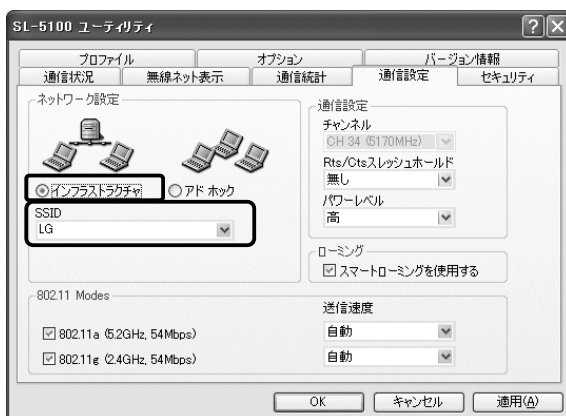 SL-5100 ユーティリティ
プロファイル オプション バージョン情報
通信状況 無線ネット表示 通信統計 通信設定 セキュリティ
ネットワーク設定
インフラストラクチャ アド ホック
SSID
LG
通信設定
チャンネル
CH 34 (5170MHz)
Rts/Ctsスレッシュホールド
無し
パワーレベル
高
ローミング
スマートローミングを使用する
802.11 Modes
送信速度
802.11a (5.2GHz, 54Mbps) 自動
802.11g (2.4GHz, 54Mbps) 自動
OK キャンセル 適用(A)